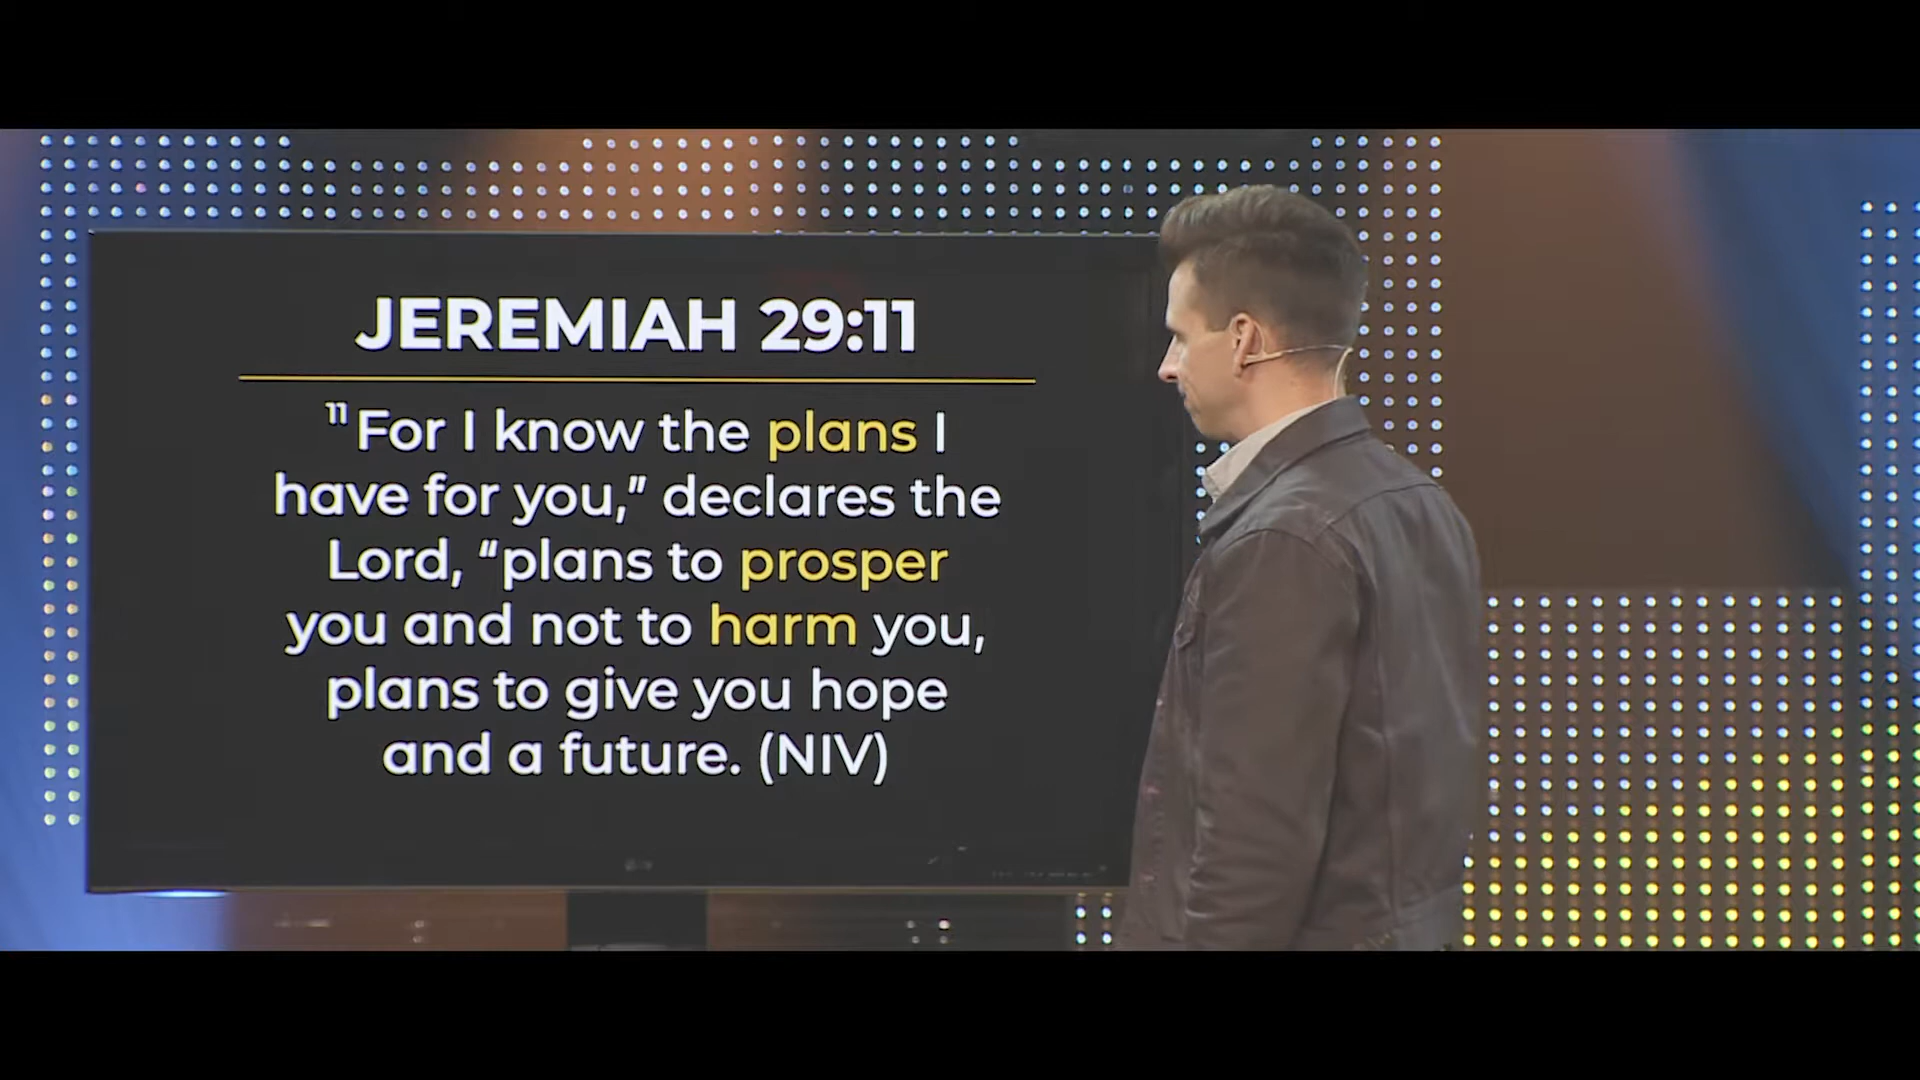 JEREMIAH 29:11
11 For I know the plans I
have for you,” declares the
Lord, “plans to prosper
you and not to harm you,
plans to give you hope
and a future. (NIV)